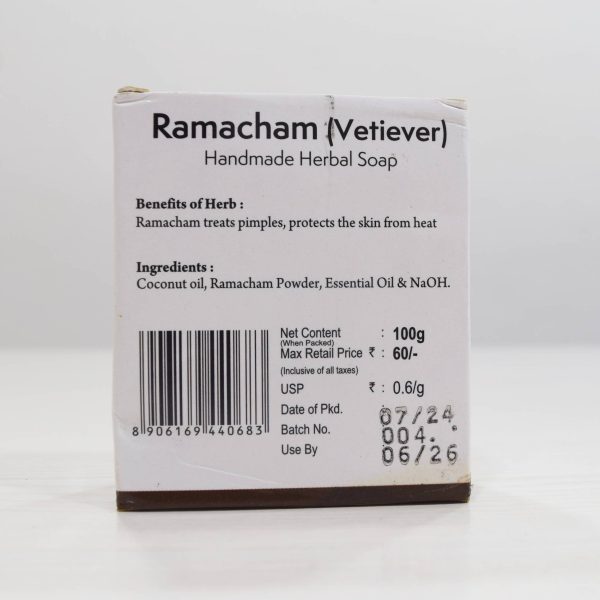 Ramacham (Vetiever)
Handmade Herbal Soap
Benefits of Herb :
Ramacham treats pimples, protects the skin from heat
Ingredients :
Coconut oil, Ramacham Powder, Essential Oil & NaOH.
Net Content : 100g
(When Packed)
Max Retail Price ₹ : 60/-
(Inclusive of all taxes)
USP ₹ : 0.6/g
Date of Pkd. 07/24
Batch No. 004.
Use By 06/26
8 906169 440683